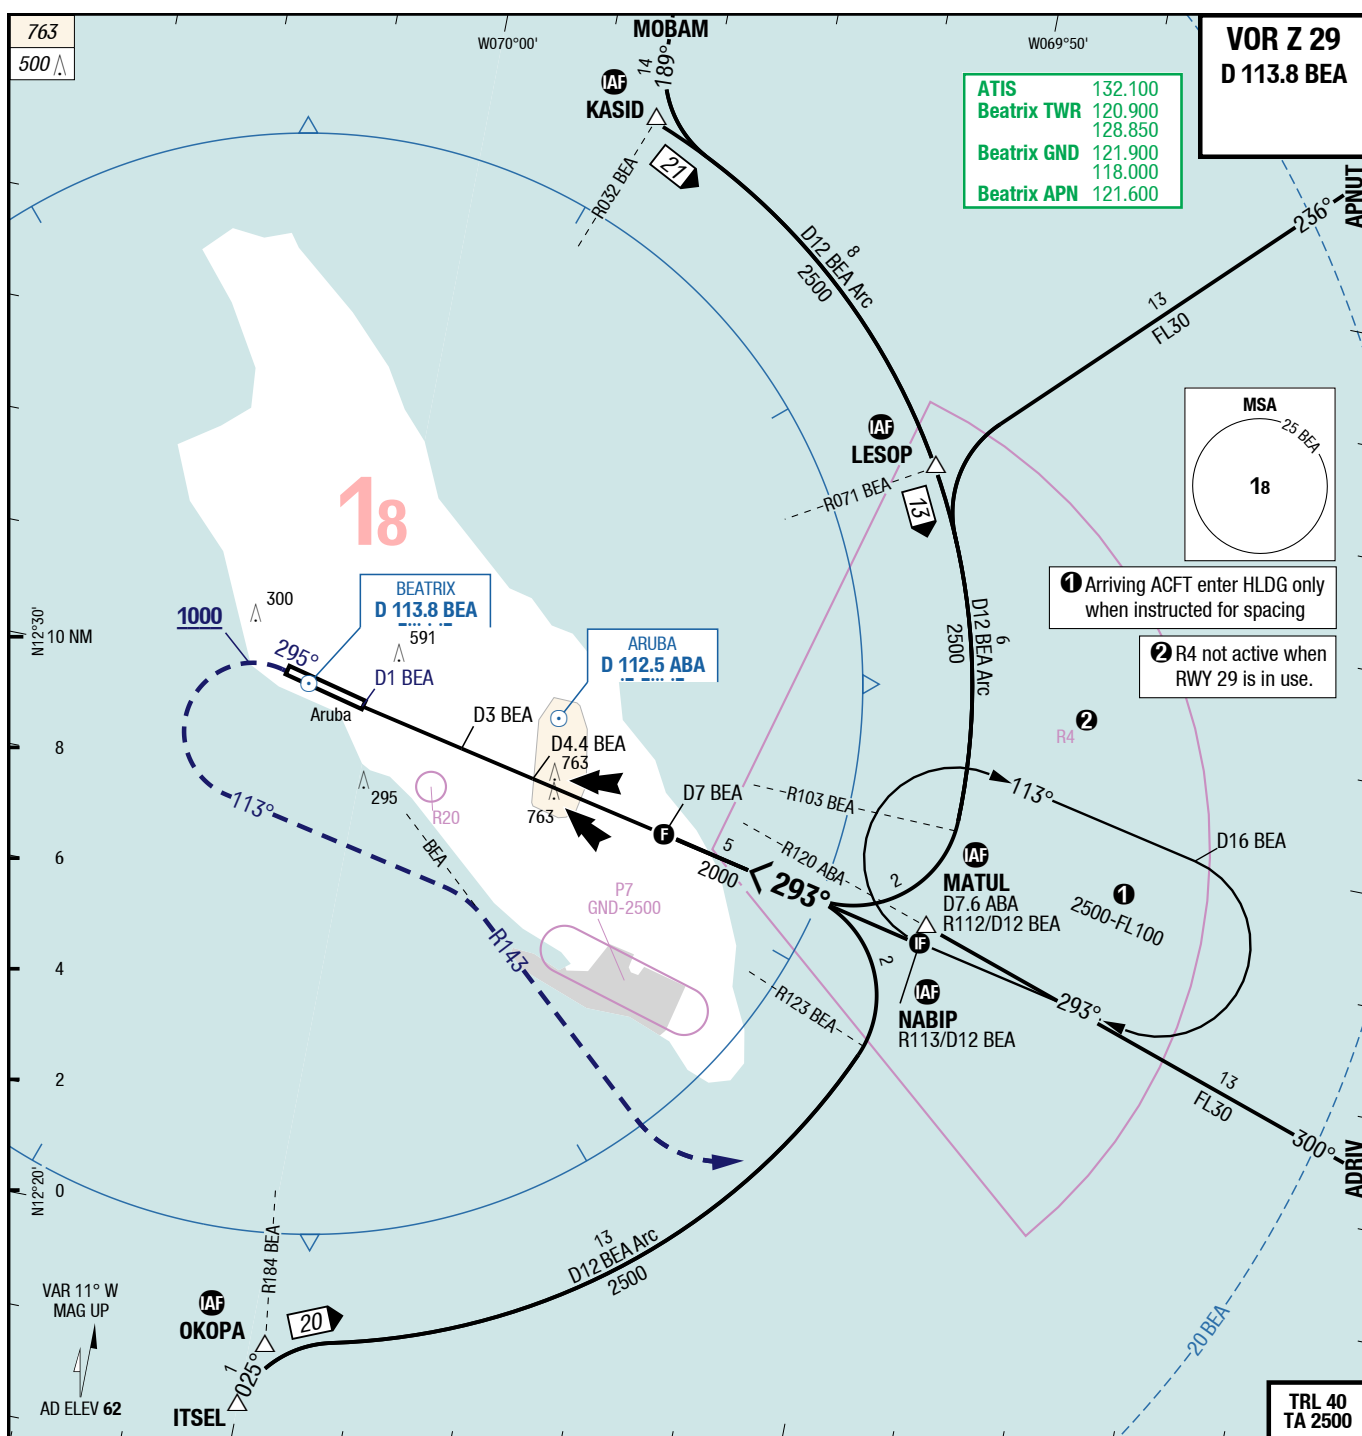 763
500
MOBAM
W070°00'
W069°50'
VOR Z 29
D 113.8 BEA
ATIS 132.100
Beatrix TWR 120.900
128.850
Beatrix GND 121.900
118.000
Beatrix APN 121.600
14
189°
IAF
KASID
21
R032 BEA
APNUT
236°
8
D12 BEA Arc
2500
13
FL30
MSA
25 BEA
18
IAF
LESOP
R071 BEA
13
18
1 Arriving ACFT enter HLDG only
when instructed for spacing
2 R4 not active when
RWY 29 is in use.
R4 2
6
D12 BEA Arc
2500
BEATRIX
D 113.8 BEA
ARUBA
D 112.5 ABA
300
591
1000
295°
D1 BEA
Aruba
D3 BEA
D4.4 BEA
763
763
295
R20
D7 BEA
F
5
2000
293°
R103 BEA
R120 ABA
113°
D16 BEA
2
IAF
MATUL
D7.6 ABA
R112/D12 BEA
1
2500-FL100
IF
IAF
NABIP
R113/D12 BEA
293°
2
R123 BEA
P7
GND-2500
113°
BEA
R143
13
FL30
300°
ADRIV
N12°30'
10 NM
8
6
4
2
0
N12°20'
13
D12 BEA Arc
2500
R184 BEA
IAF
OKOPA
20
1
025°
ITSEL
VAR 11° W
MAG UP
AD ELEV 62
20 BEA
TRL 40
TA 2500